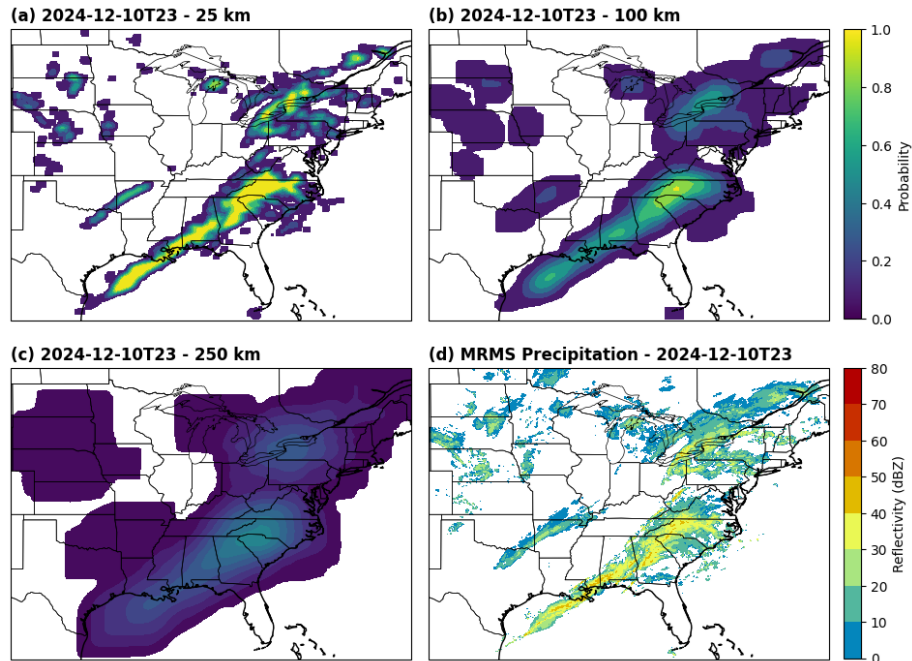 (a) 2024-12-10T23 - 25 km
(b) 2024-12-10T23 - 100 km
1.0
0.8
0.6
0.4
0.2
0.0
Probability
(c) 2024-12-10T23 - 250 km
(d) MRMS Precipitation - 2024-12-10T23
80
70
60
50
40
30
20
10
0
Reflectivity (dBZ)